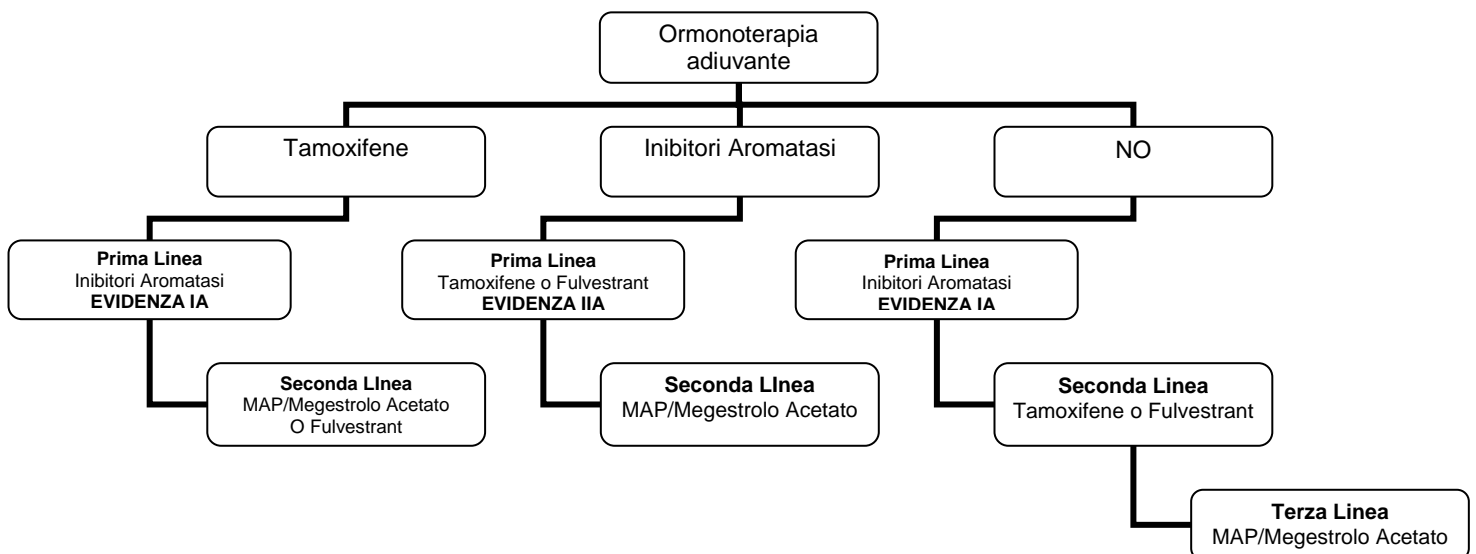 Ormonoterapia
adiuvante
Tamoxifene
Inibitori Aromatasi
NO
Prima Linea
Inibitori Aromatasi
EVIDENZA IA
Prima Linea
Tamoxifene o Fulvestrant
EVIDENZA IIA
Prima Linea
Inibitori Aromatasi
EVIDENZA IA
Seconda LInea
MAP/Megestrolo Acetato
O Fulvestrant
Seconda LInea
MAP/Megestrolo Acetato
Seconda Linea
Tamoxifene o Fulvestrant
Terza Linea
MAP/Megestrolo Acetato